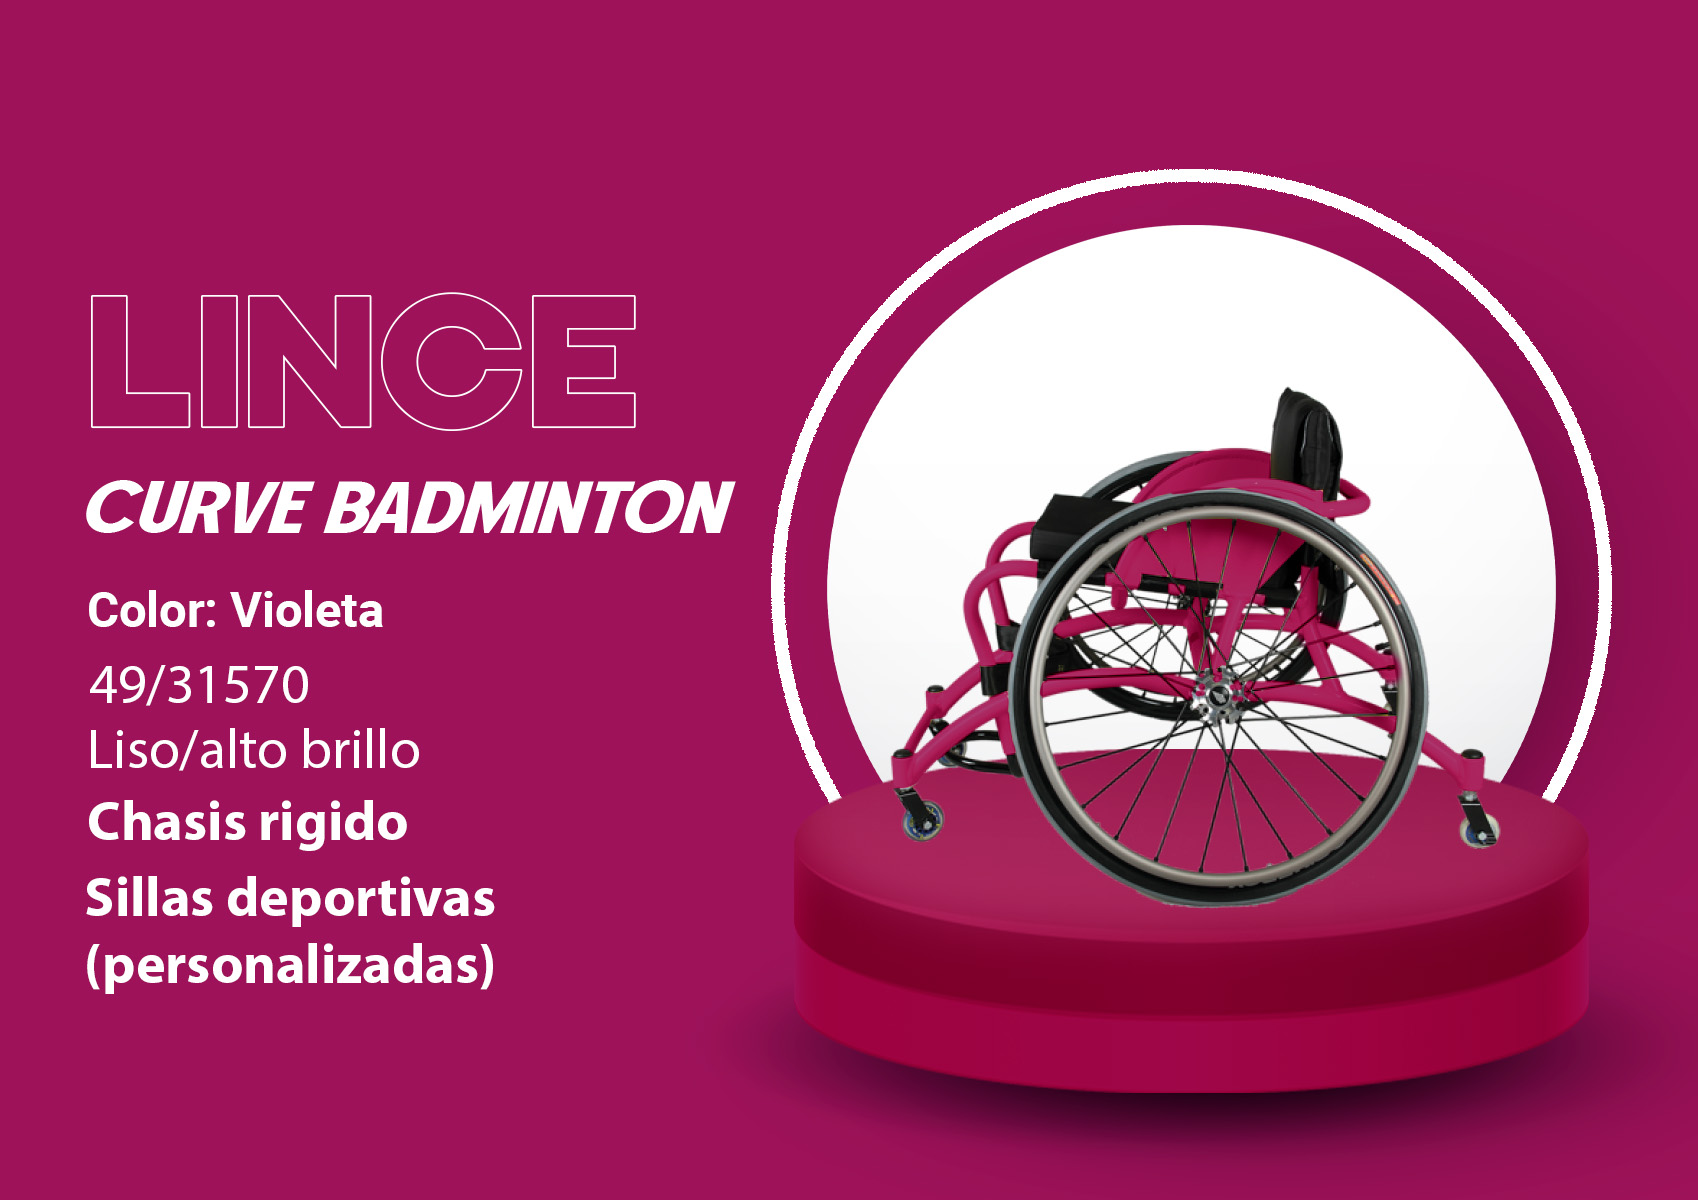 LINCE
CURVE BADMINTON
Color: Violeta
49/31570
Liso/alto brillo
Chasis rigido
Sillas deportivas
(personalizadas)